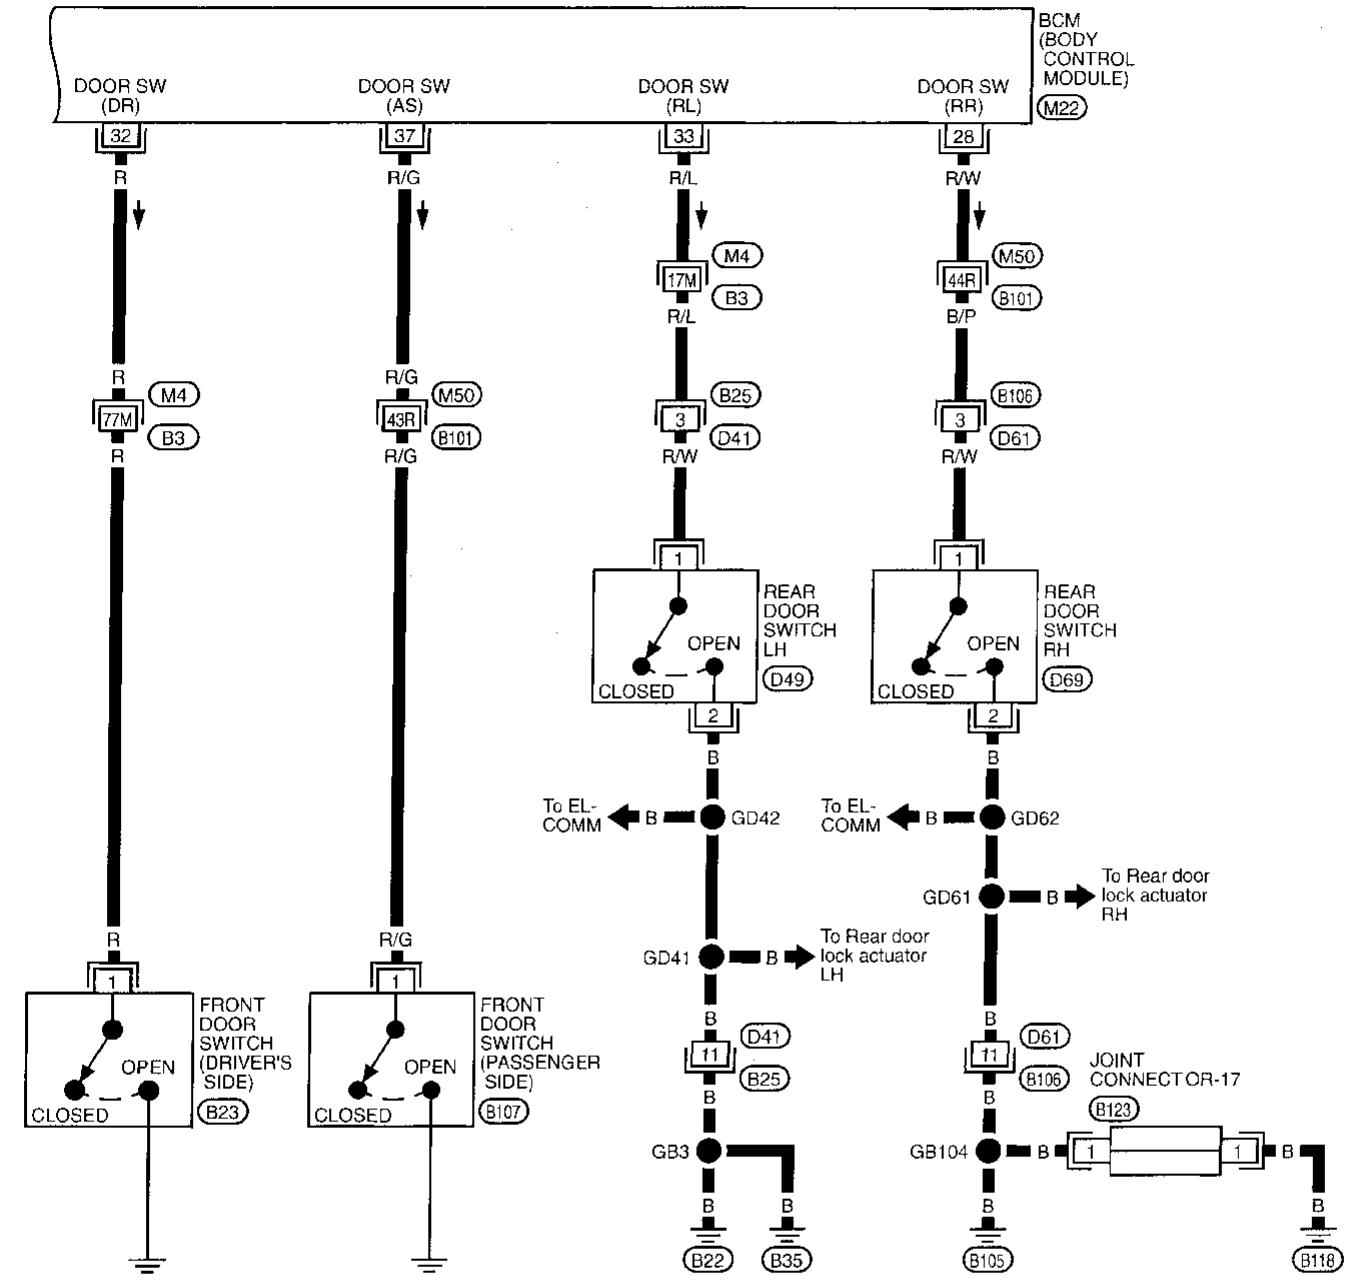 BCM
(BODY
CONTROL
MODULE)
M22
DOOR SW
(DR)
DOOR SW
(AS)
DOOR SW
(RL)
DOOR SW
(RR)
32
37
33
28
R
R/G
R/L
R/W
M4
17M
B3
R/L
M50
44R
B101
B/P
R
M4
77M
B3
R
R/G
M50
43R
B101
R/G
B25
3
D41
R/W
B106
3
D61
R/W
1
REAR
DOOR
SWITCH
LH
D49
OPEN
CLOSED
2
B
1
REAR
DOOR
SWITCH
RH
D69
OPEN
CLOSED
2
B
To EL-
COMM
B
GD42
To EL-
COMM
B
GD62
GD61
B
To Rear door
lock actuator
RH
GD41
B
To Rear door
lock actuator
LH
R
1
FRONT
DOOR
SWITCH
(DRIVER'S
SIDE)
B23
OPEN
CLOSED
R/G
1
FRONT
DOOR
SWITCH
(PASSENGER
SIDE)
B107
OPEN
CLOSED
B
D41
11
B25
B
B
D61
11
B106
B
JOINT
CONNECTOR-17
B123
GB3
GB104
B
1
1
B
B
B
B
B
B22
B35
B105
B118